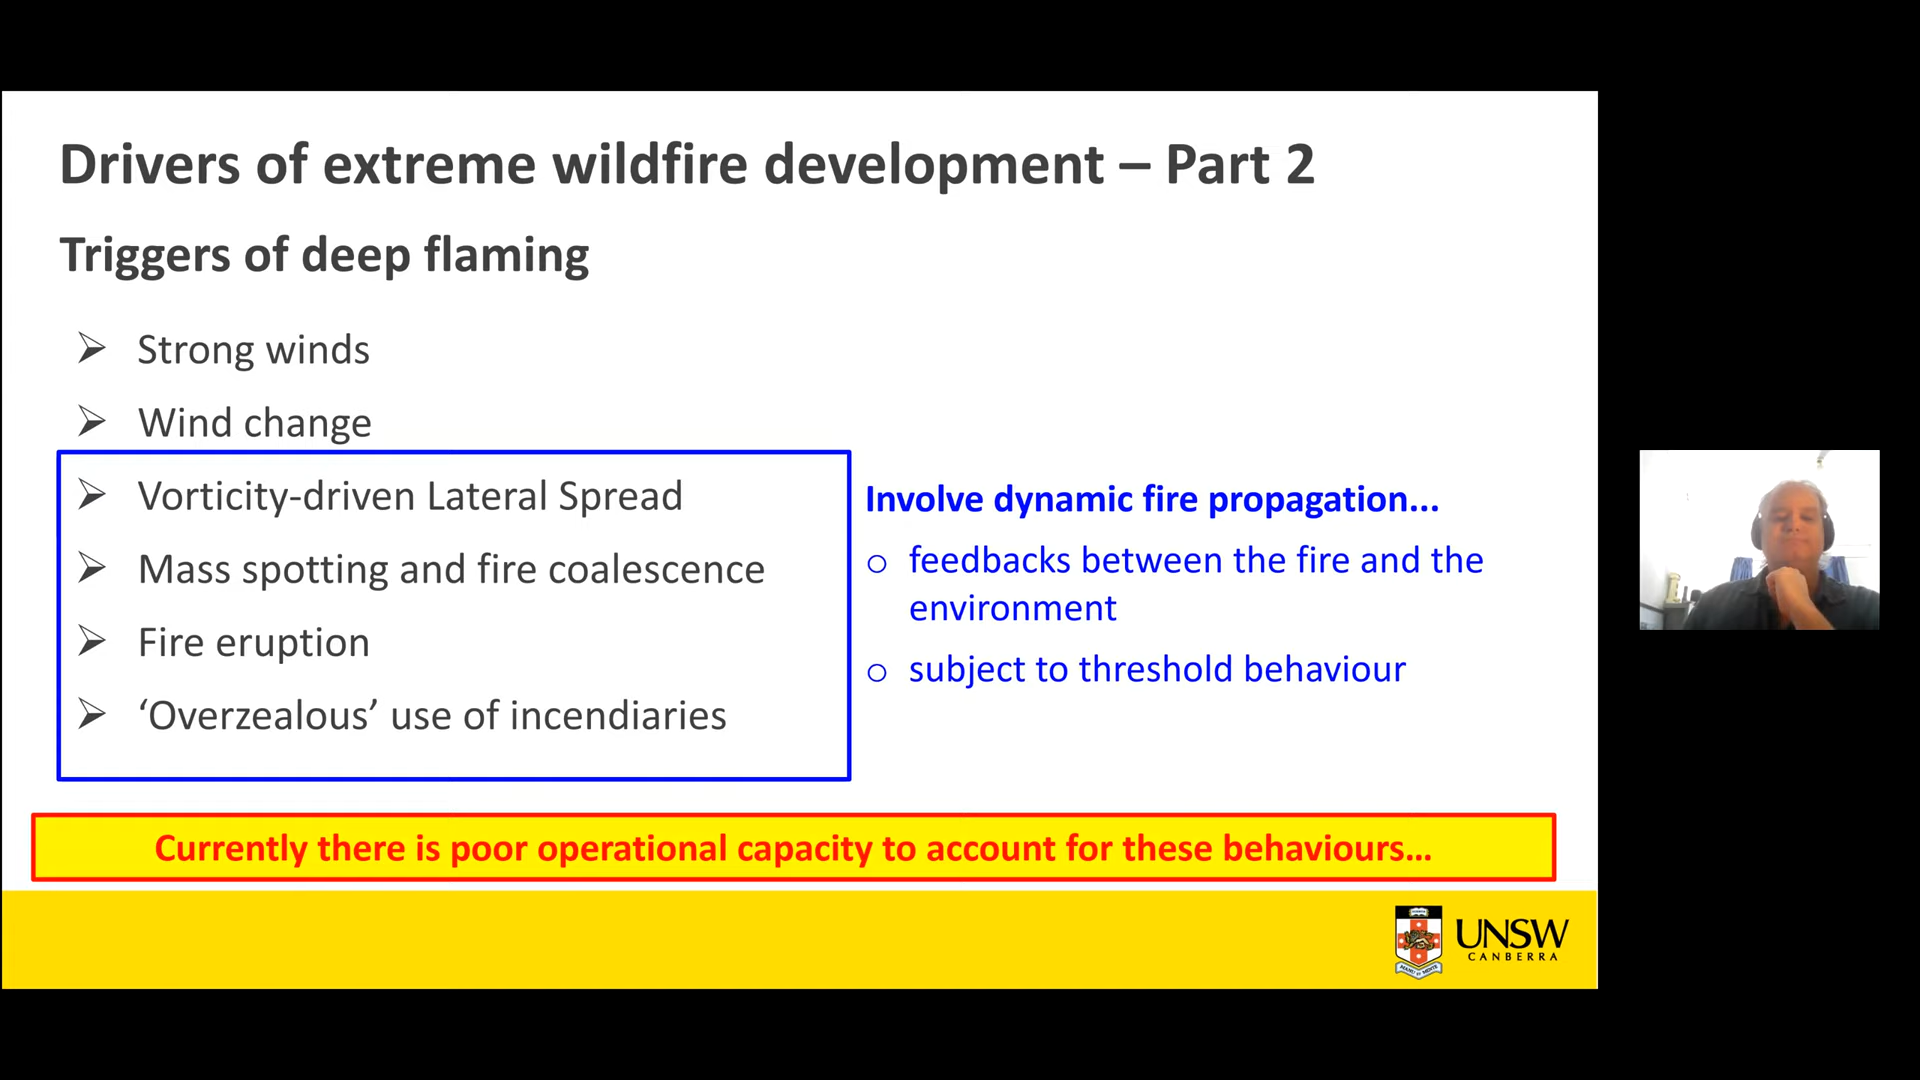 Drivers of extreme wildfire development – Part 2
Triggers of deep flaming
➢ Strong winds
➢ Wind change
➢ Vorticity-driven Lateral Spread
➢ Mass spotting and fire coalescence
➢ Fire eruption
➢ ‘Overzealous’ use of incendiaries
Involve dynamic fire propagation...
o feedbacks between the fire and the
environment
o subject to threshold behaviour
Currently there is poor operational capacity to account for these behaviours...
UNSW
CANBERRA